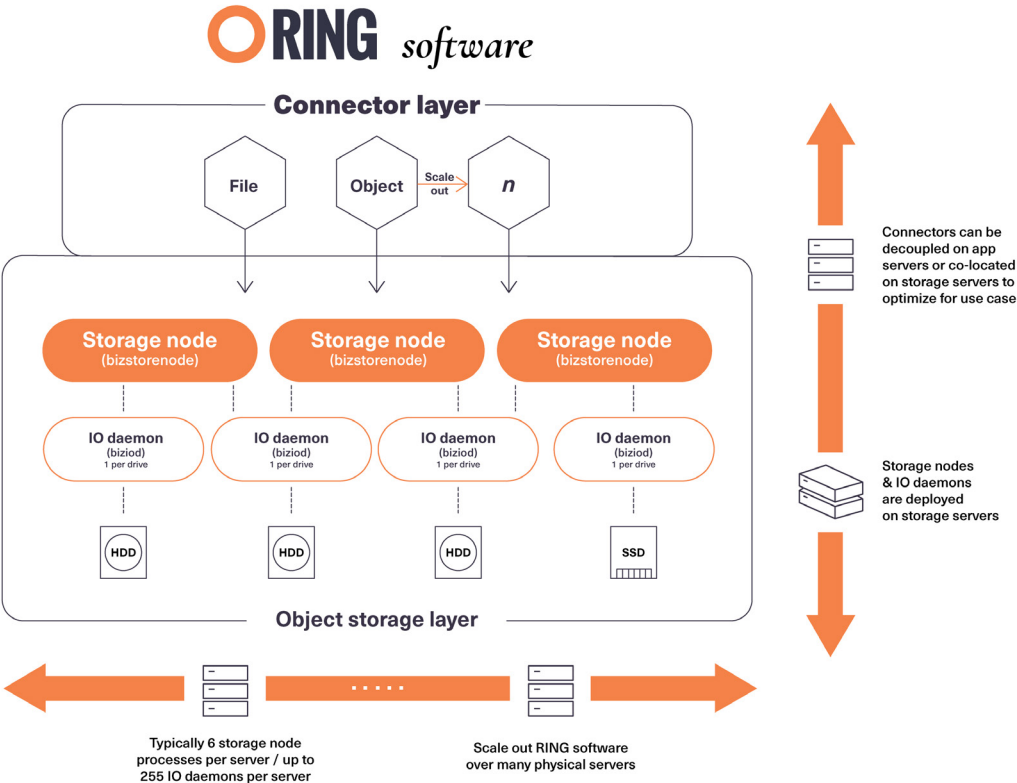 RING software
Connector layer
File
Object
Scale
out
n
Connectors can be
decoupled on app
servers or co-located
on storage servers to
optimize for use case
Storage node
(bizstorenode)
Storage node
(bizstorenode)
Storage node
(bizstorenode)
IO daemon
(biziod)
1 per drive
IO daemon
(biziod)
1 per drive
IO daemon
(biziod)
1 per drive
IO daemon
(biziod)
1 per drive
Storage nodes
& IO daemons
are deployed
on storage servers
HDD
HDD
HDD
SSD
Object storage layer
Typically 6 storage node
processes per server / up to
255 IO daemons per server
Scale out RING software
over many physical servers